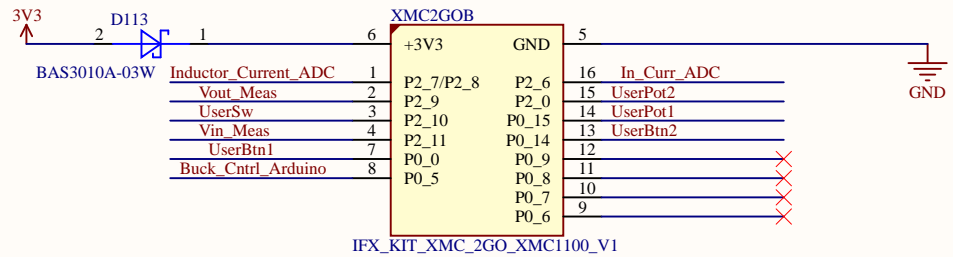 XMC2GOB
3V3
D113
2 1 6 +3V3 GND 5
BAS3010A-03W
GND
Inductor_Current_ADC 1 P2_7/P2_8 P2_6 16 In_Curr_ADC
Vout_Meas 2 P2_9 P2_0 15 UserPot2
UserSw 3 P2_10 P0_15 14 UserPot1
Vin_Meas 4 P2_11 P0_14 13 UserBtn2
UserBtn1 7 P0_0 P0_9 12
Buck_Cntrl_Arduino 8 P0_5 P0_8 11
P0_7 10
P0_6 9
IFX_KIT_XMC_2GO_XMC1100_V1